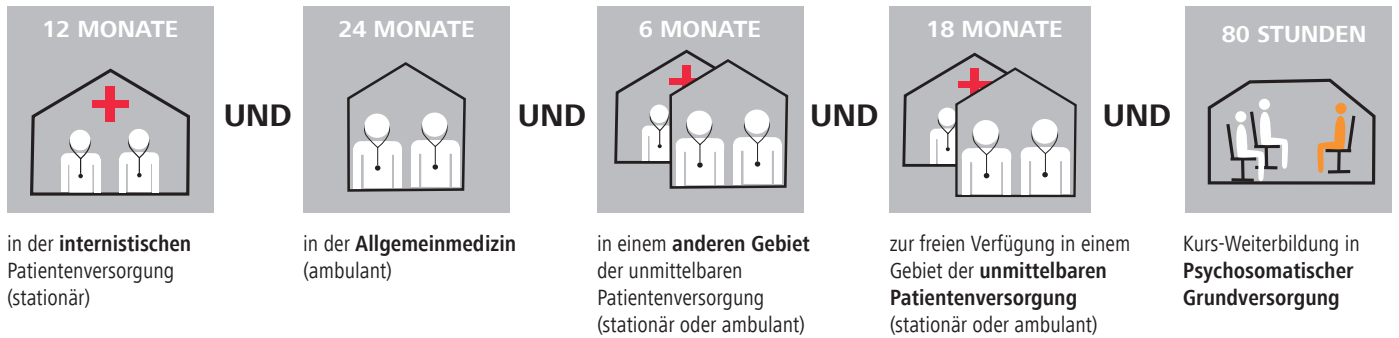 12 MONATE
in der internistischen
Patientenversorgung
(stationär)
UND
24 MONATE
in der Allgemeinmedizin
(ambulant)
UND
6 MONATE
in einem anderen Gebiet
der unmittelbaren
Patientenversorgung
(stationär oder ambulant)
UND
18 MONATE
zur freien Verfügung in einem
Gebiet der unmittelbaren
Patientenversorgung
(stationär oder ambulant)
UND
80 STUNDEN
Kurs-Weiterbildung in
Psychosomatischer
Grundversorgung